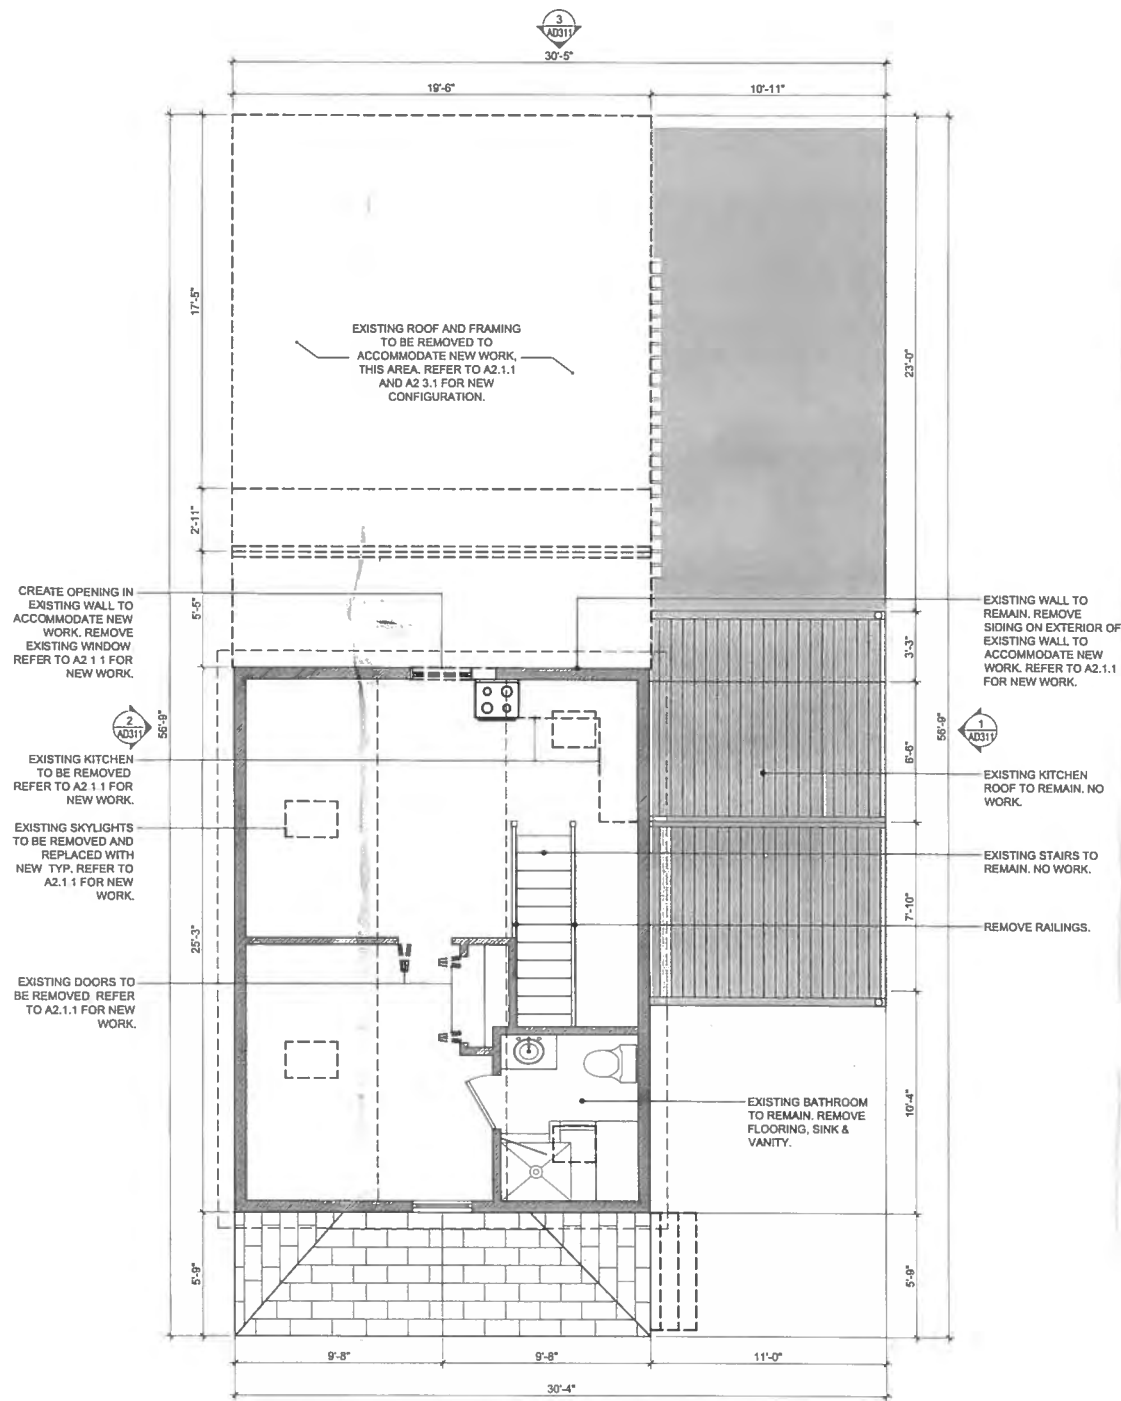 3
AD311
30'-5"
19'-6"
10'-11"
17'-5"
23'-0"
EXISTING ROOF AND FRAMING
TO BE REMOVED TO
ACCOMMODATE NEW WORK,
THIS AREA. REFER TO A2.1.1
AND A2 3.1 FOR NEW
CONFIGURATION.
2'-11"
5'-5"
CREATE OPENING IN
EXISTING WALL TO
ACCOMMODATE NEW
WORK. REMOVE
EXISTING WINDOW
REFER TO A2 1 1 FOR
NEW WORK.
EXISTING WALL TO
REMAIN. REMOVE
SIDING ON EXTERIOR OF
EXISTING WALL TO
ACCOMMODATE NEW
WORK. REFER TO A2.1.1
FOR NEW WORK.
3'-3"
2
AD311
56'-9"
6'-6"
56'-9"
1
AD311
EXISTING KITCHEN
TO BE REMOVED
REFER TO A2 1 1 FOR
NEW WORK.
EXISTING KITCHEN
ROOF TO REMAIN. NO
WORK.
EXISTING SKYLIGHTS
TO BE REMOVED AND
REPLACED WITH
NEW TYP. REFER TO
A2.1 1 FOR NEW
WORK.
EXISTING STAIRS TO
REMAIN. NO WORK.
7'-10"
REMOVE RAILINGS.
25'-3"
EXISTING DOORS TO
BE REMOVED REFER
TO A2.1.1 FOR NEW
WORK.
EXISTING BATHROOM
TO REMAIN. REMOVE
FLOORING, SINK &
VANITY.
10'-4"
5'-9"
5'-9"
9'-8"
9'-8"
11'-0"
30'-4"